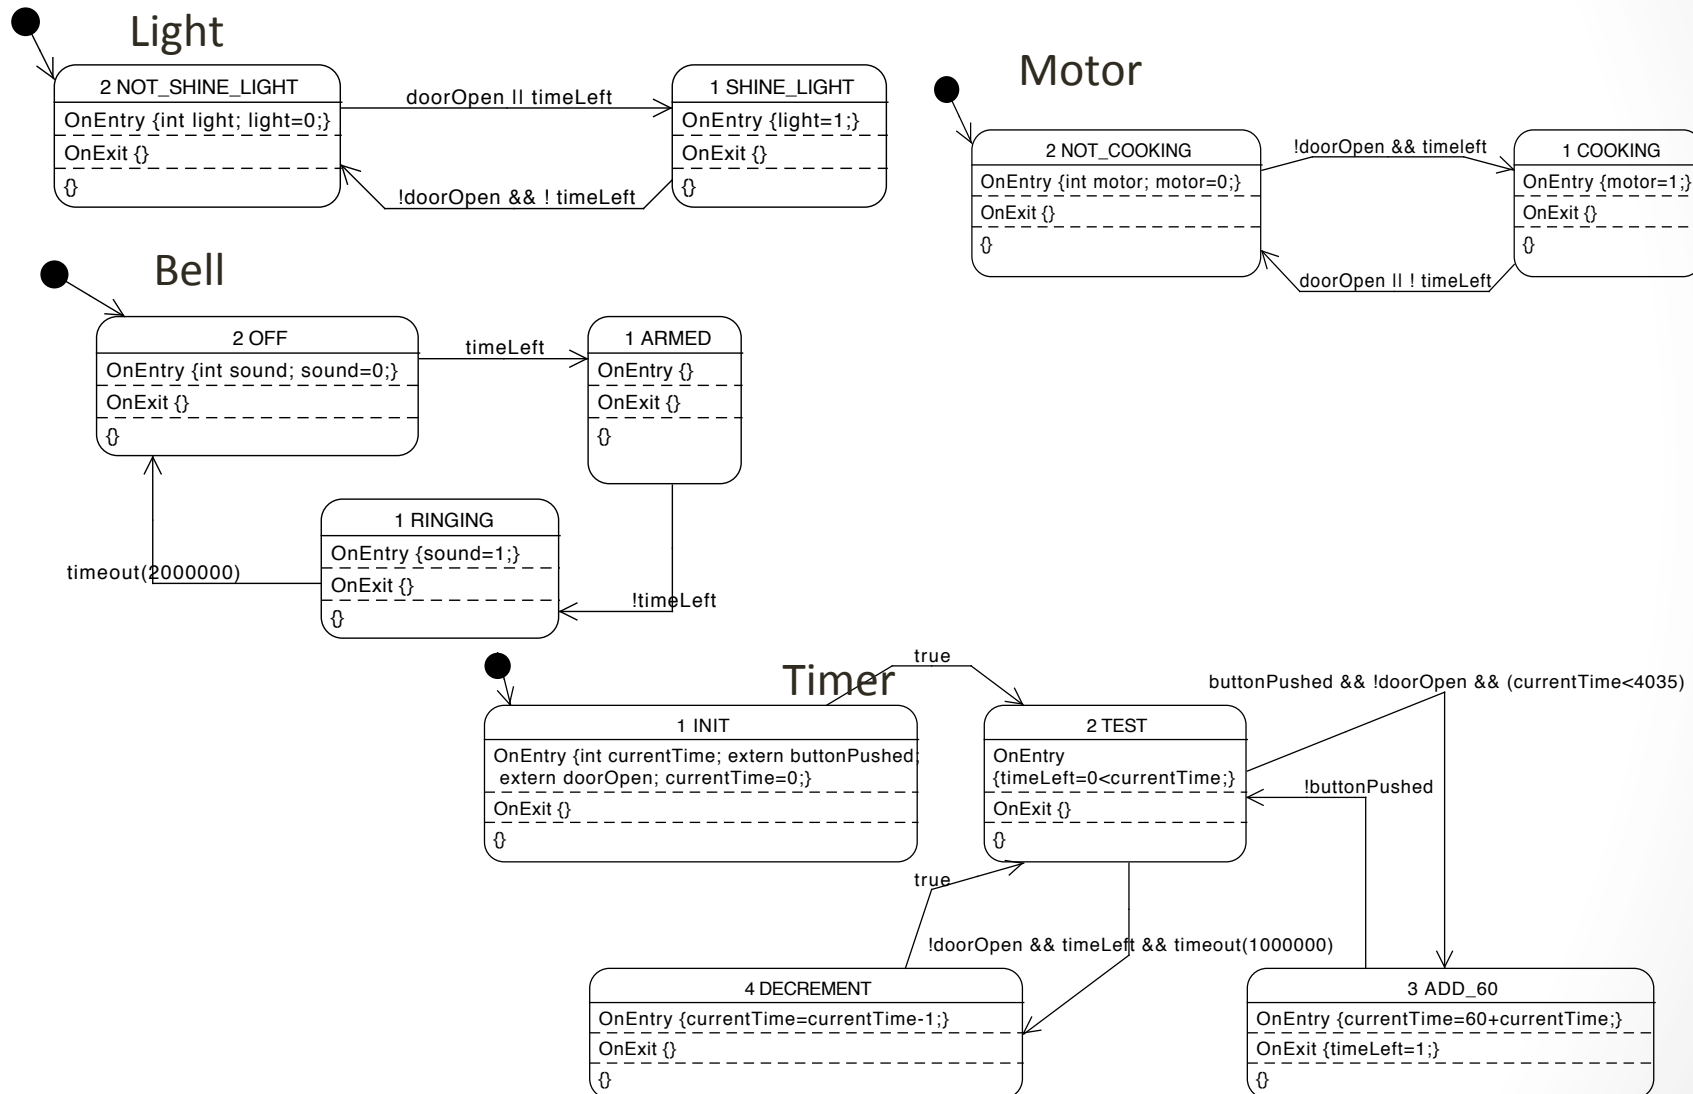 Light
2 NOT_SHINE_LIGHT
OnEntry {int light; light=0;}
OnExit {}
{}
doorOpen || timeLeft
!doorOpen && ! timeLeft
1 SHINE_LIGHT
OnEntry {light=1;}
OnExit {}
{}
Motor
2 NOT_COOKING
OnEntry {int motor; motor=0;}
OnExit {}
{}
!doorOpen && timeleft
doorOpen || ! timeLeft
1 COOKING
OnEntry {motor=1;}
OnExit {}
{}
Bell
2 OFF
OnEntry {int sound; sound=0;}
OnExit {}
{}
timeLeft
1 ARMED
OnEntry {}
OnExit {}
{}
1 RINGING
OnEntry {sound=1;}
OnExit {}
{}
timeout(2000000)
!timeLeft
Timer
true
1 INIT
OnEntry {int currentTime; extern buttonPushed;
extern doorOpen; currentTime=0;}
OnExit {}
{}
2 TEST
OnEntry
{timeLeft=0<currentTime;}
OnExit {}
{}
buttonPushed && !doorOpen && (currentTime<4035)
!buttonPushed
true
!doorOpen && timeLeft && timeout(1000000)
4 DECREMENT
OnEntry {currentTime=currentTime-1;}
OnExit {}
{}
3 ADD_60
OnEntry {currentTime=60+currentTime;}
OnExit {timeLeft=1;}
{}